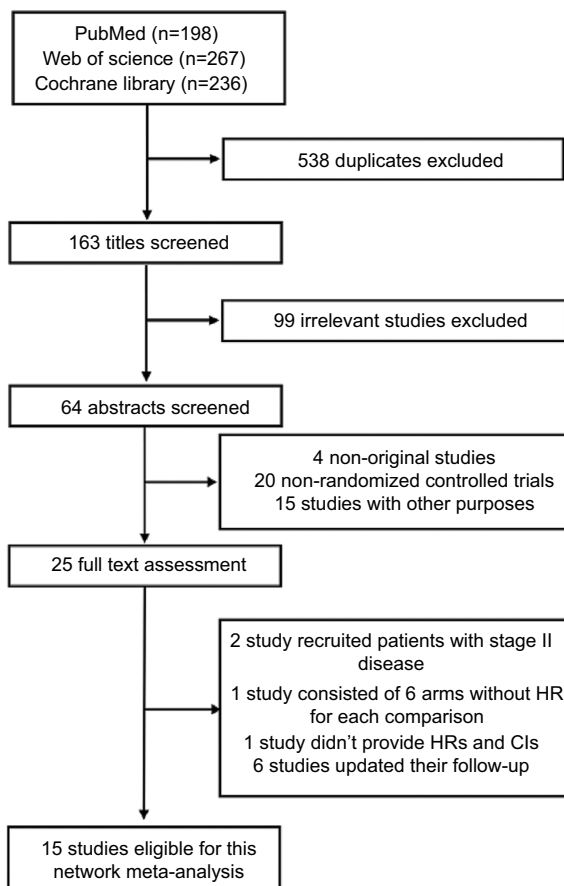 PubMed (n=198)
Web of science (n=267)
Cochrane library (n=236)
538 duplicates excluded
163 titles screened
99 irrelevant studies excluded
64 abstracts screened
4 non-original studies
20 non-randomized controlled trials
15 studies with other purposes
25 full text assessment
2 study recruited patients with stage II
disease
1 study consisted of 6 arms without HR
for each comparison
1 study didn't provide HRs and CIs
6 studies updated their follow-up
15 studies eligible for this
network meta-analysis